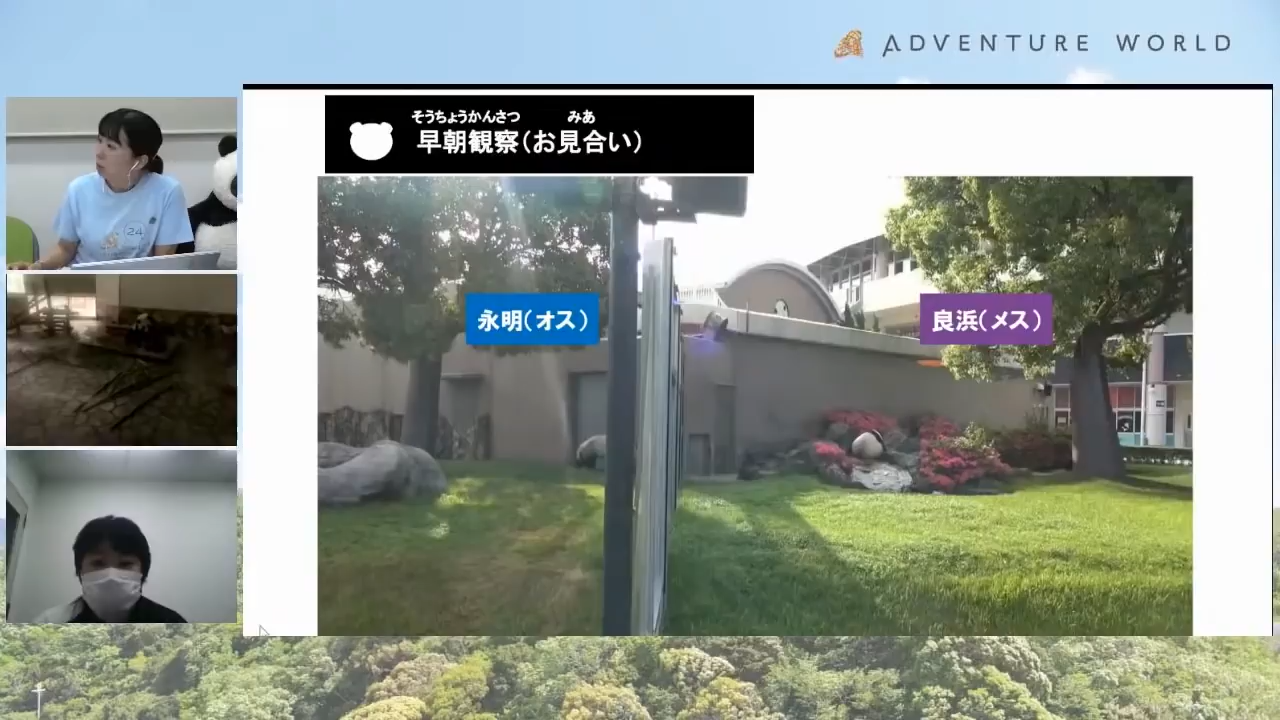 ADVENTURE WORLD
そうちょうかんさつ みあ
早朝観察(お見合い)
永明(オス)
良浜(メス)
24